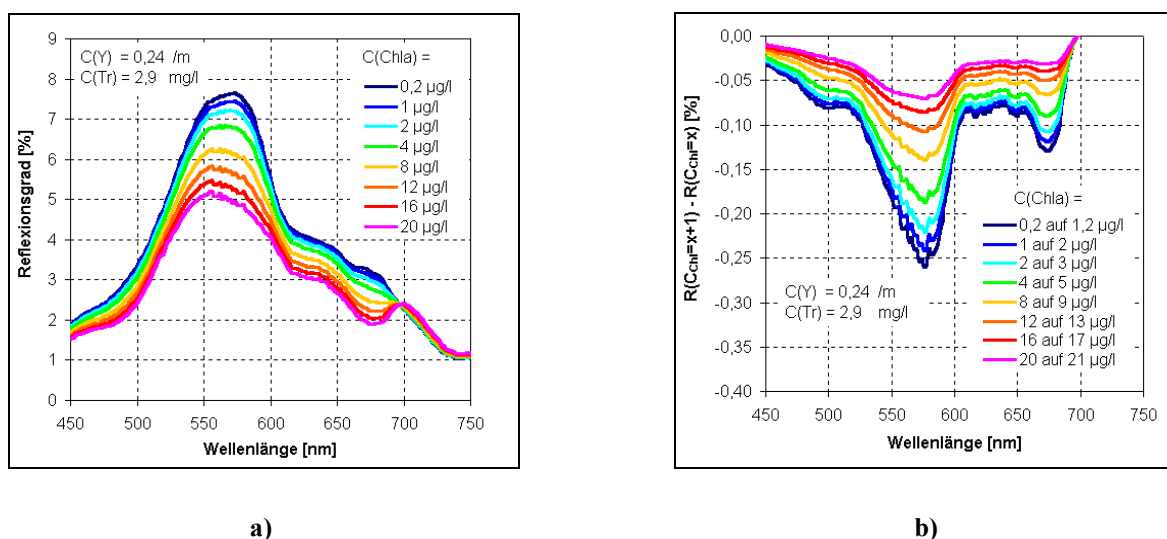 9
8
7
6
5
4
3
2
1
0
Reflexionsgrad [%]
C(Y) = 0,24 /m
C(Tr) = 2,9 mg/l
C(Chla) =
0,2 µg/l
1 µg/l
2 µg/l
4 µg/l
8 µg/l
12 µg/l
16 µg/l
20 µg/l
450 500 550 600 650 700 750
Wellenlänge [nm]
a)
0,00
-0,05
-0,10
-0,15
-0,20
-0,25
-0,30
-0,35
-0,40
R(C_Chl=x+1) - R(C_Chl=x) [%]
C(Y) = 0,24 /m
C(Tr) = 2,9 mg/l
C(Chla) =
0,2 auf 1,2 µg/l
1 auf 2 µg/l
2 auf 3 µg/l
4 auf 5 µg/l
8 auf 9 µg/l
12 auf 13 µg/l
16 auf 17 µg/l
20 auf 21 µg/l
450 500 550 600 650 700 750
Wellenlänge [nm]
b)